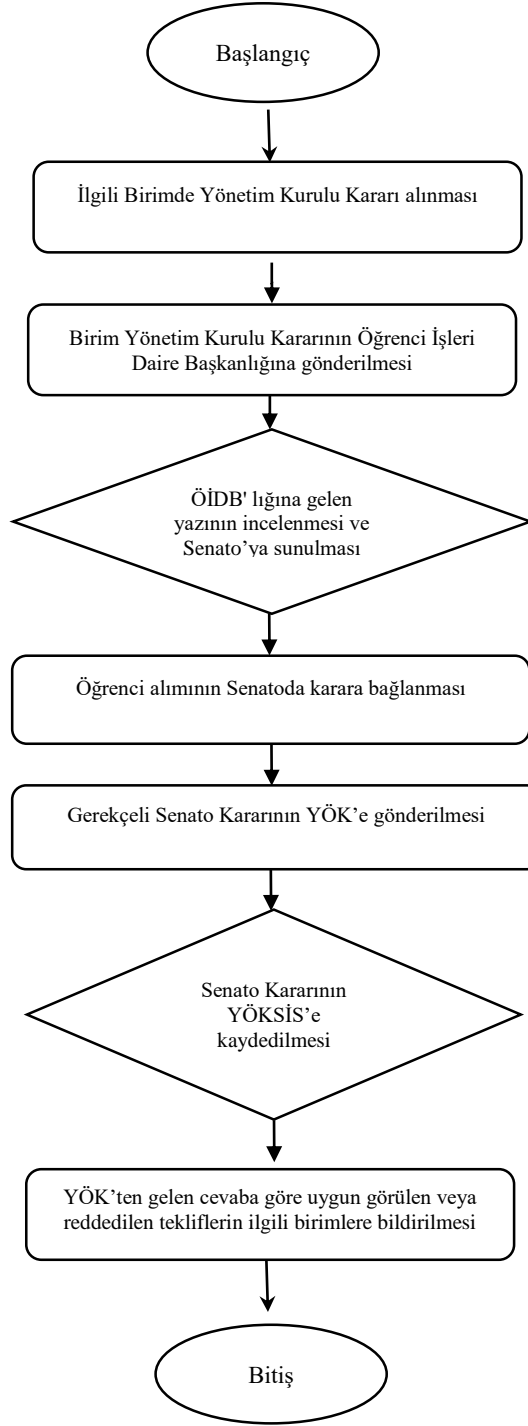 Başlangıç
İlgili Birimde Yönetim Kurulu Kararı alınması
Birim Yönetim Kurulu Kararının Öğrenci İşleri
Daire Başkanlığına gönderilmesi
ÖİDB' lığına gelen
yazının incelenmesi ve
Senato’ya sunulması
Öğrenci alımının Senatoda karara bağlanması
Gerekçeli Senato Kararının YÖK’e gönderilmesi
Senato Kararının
YÖKSİS’e
kaydedilmesi
YÖK’ten gelen cevaba göre uygun görülen veya
reddedilen tekliflerin ilgili birimlere bildirilmesi
Bitiş